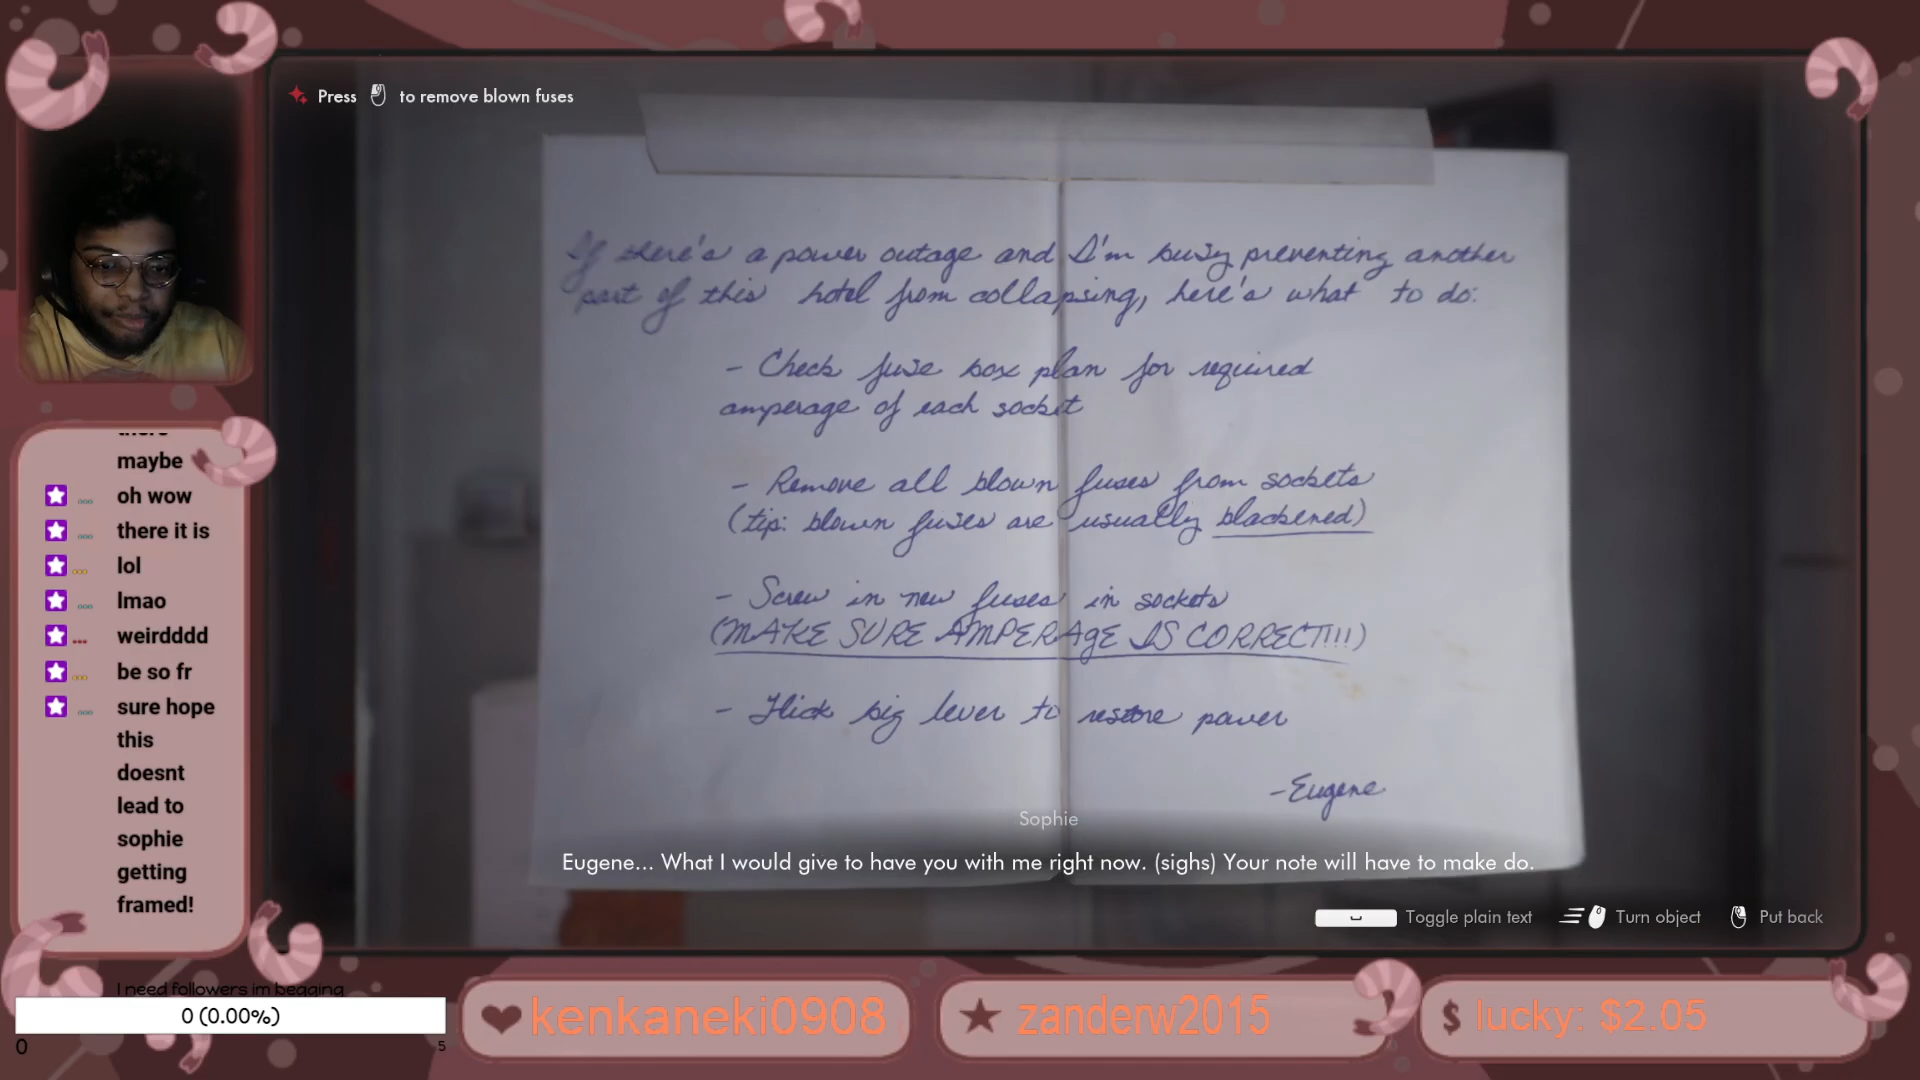 Press to remove blown fuses
If there's a power outage and I'm busy preventing another
part of this hotel from collapsing, here's what to do:
- Check fuse box plan for required
amperage of each socket
- Remove all blown fuses from sockets
(tip: blown fuses are usually blackened)
- Screw in new fuses in sockets
(MAKE SURE AMPERAGE IS CORRECT!!!)
- Flick big lever to restore power
-Eugene
Sophie
Eugene... What I would give to have you with me right now. (sighs) Your note will have to make do.
Toggle plain text
Turn object
Put back
there
maybe
oh wow
there it is
lol
lmao
weirdddd
be so fr
sure hope
this
doesnt
lead to
sophie
getting
framed!
I need followers im begging
0 (0.00%)
0
5
kenkaneki0908
zanderw2015
$ lucky: $2.05